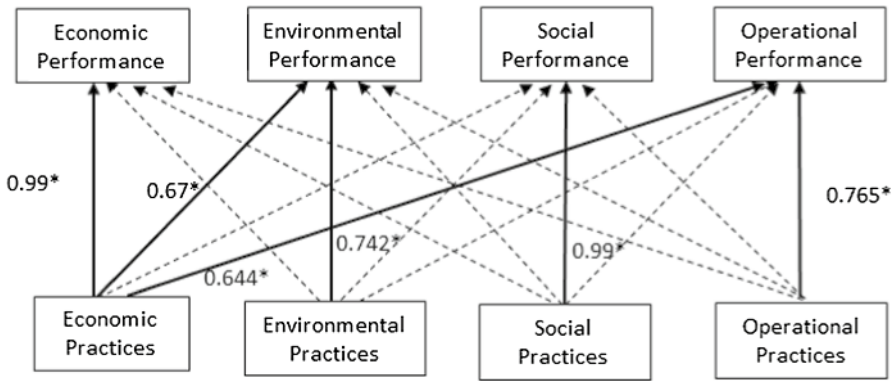 Economic
Performance
Environmental
Performance
Social
Performance
Operational
Performance
0.99*
0.67*
0.742*
0.99*
0.765*
0.644*
Economic
Practices
Environmental
Practices
Social
Practices
Operational
Practices